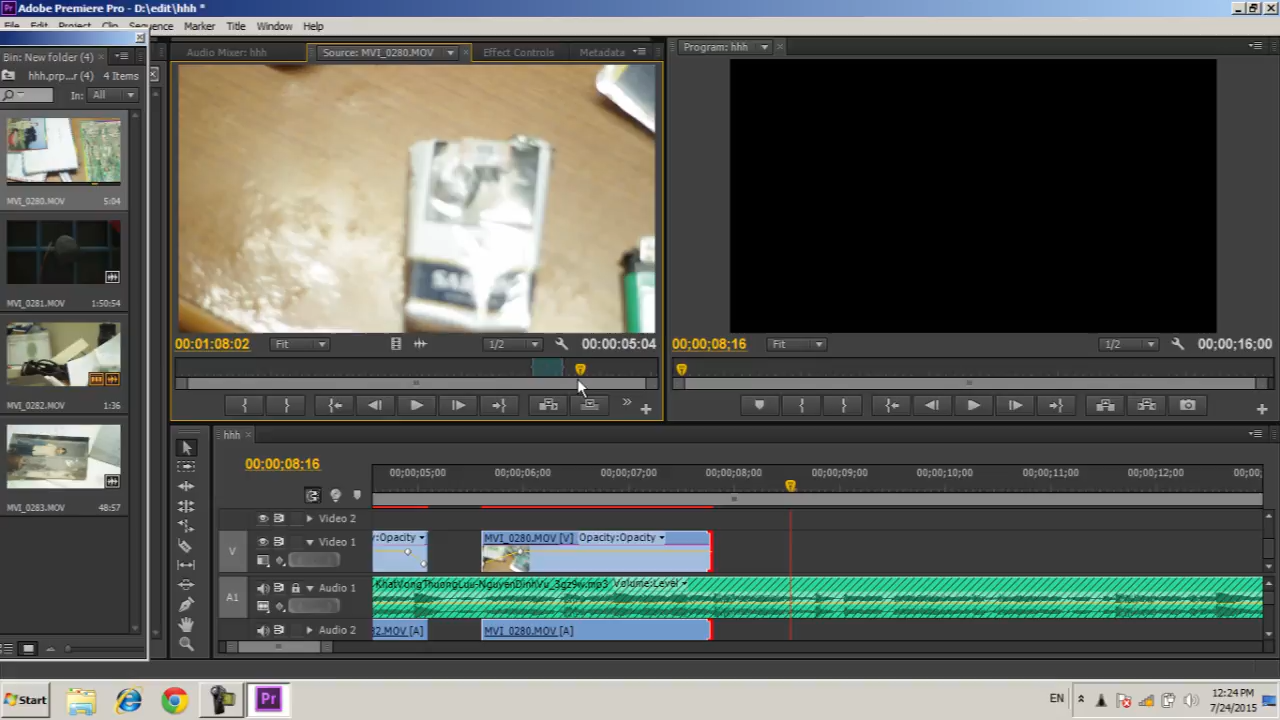 Adobe Premiere Pro - D:\edit\hhh *
File Edit Project Clip Sequence Marker Title Window Help
Bin: New folder (4)
hhh.prp...r (4) 4 Items
In: All
MVI_0280.MOV 5:04
MVI_0281.MOV 1:50:54
MVI_0282.MOV 1:36
MVI_0283.MOV 48:57
Audio Mixer: hhh Source: MVI_0280.MOV Effect Controls Metadata
00:01:08:02 Fit 1/2 00:00:05:04
Program: hhh
00;00;08;16 Fit 1/2 00;00;16;00
hhh
00;00;08;16
00;00;05;00 00;00;06;00 00;00;07;00 00;00;08;00 00;00;09;00 00;00;10;00 00;00;11;00 00;00;12;00 00;00;
Video 2
V Video 1
y:Opacity MVI_0280.MOV [V] Opacity:Opacity
A1 Audio 1
KhatVongThuongLuu-NguyenDinhVu_3gz9w.mp3 Volume:Level
Audio 2
82.MOV [A] MVI_0280.MOV [A]
Start
Pr
EN
12:24 PM
7/24/2015